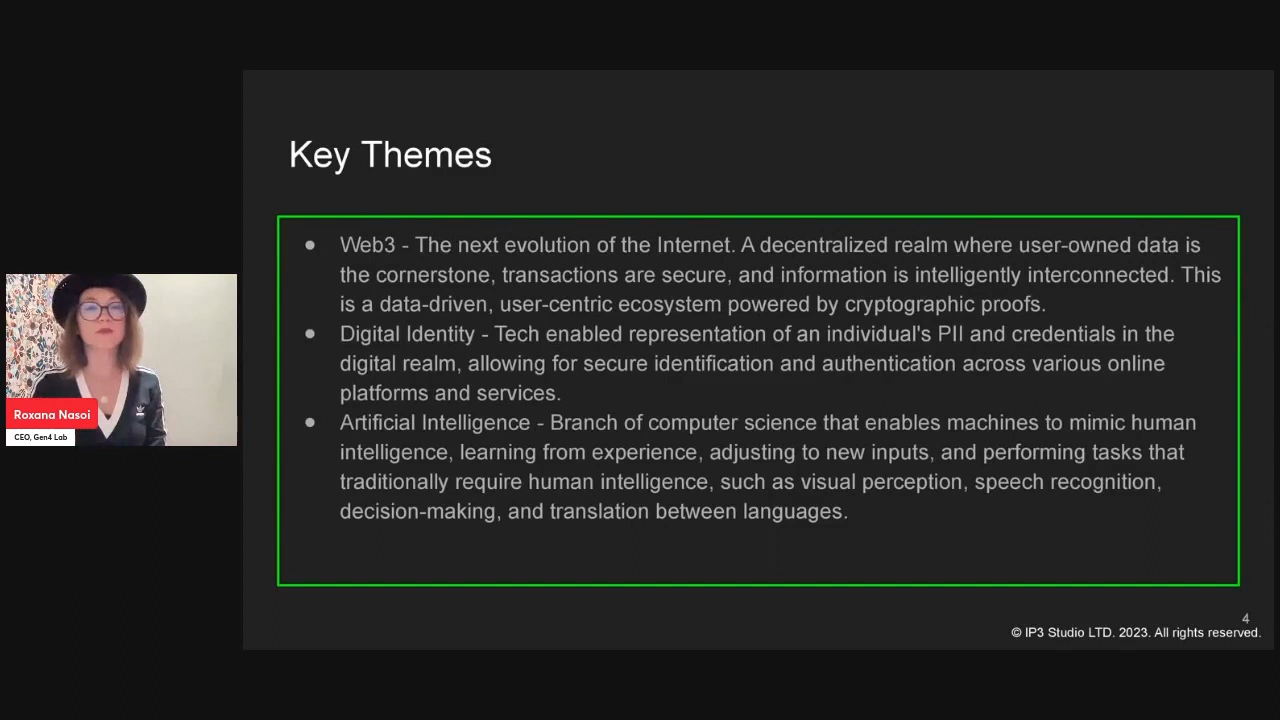 Key Themes
● Web3 - The next evolution of the Internet. A decentralized realm where user-owned data is
the cornerstone, transactions are secure, and information is intelligently interconnected. This
is a data-driven, user-centric ecosystem powered by cryptographic proofs.
● Digital Identity - Tech enabled representation of an individual's PII and credentials in the
digital realm, allowing for secure identification and authentication across various online
platforms and services.
● Artificial Intelligence - Branch of computer science that enables machines to mimic human
intelligence, learning from experience, adjusting to new inputs, and performing tasks that
traditionally require human intelligence, such as visual perception, speech recognition,
decision-making, and translation between languages.
Roxana Nasoi
CEO, Gen4 Lab
4
© IP3 Studio LTD. 2023. All rights reserved.